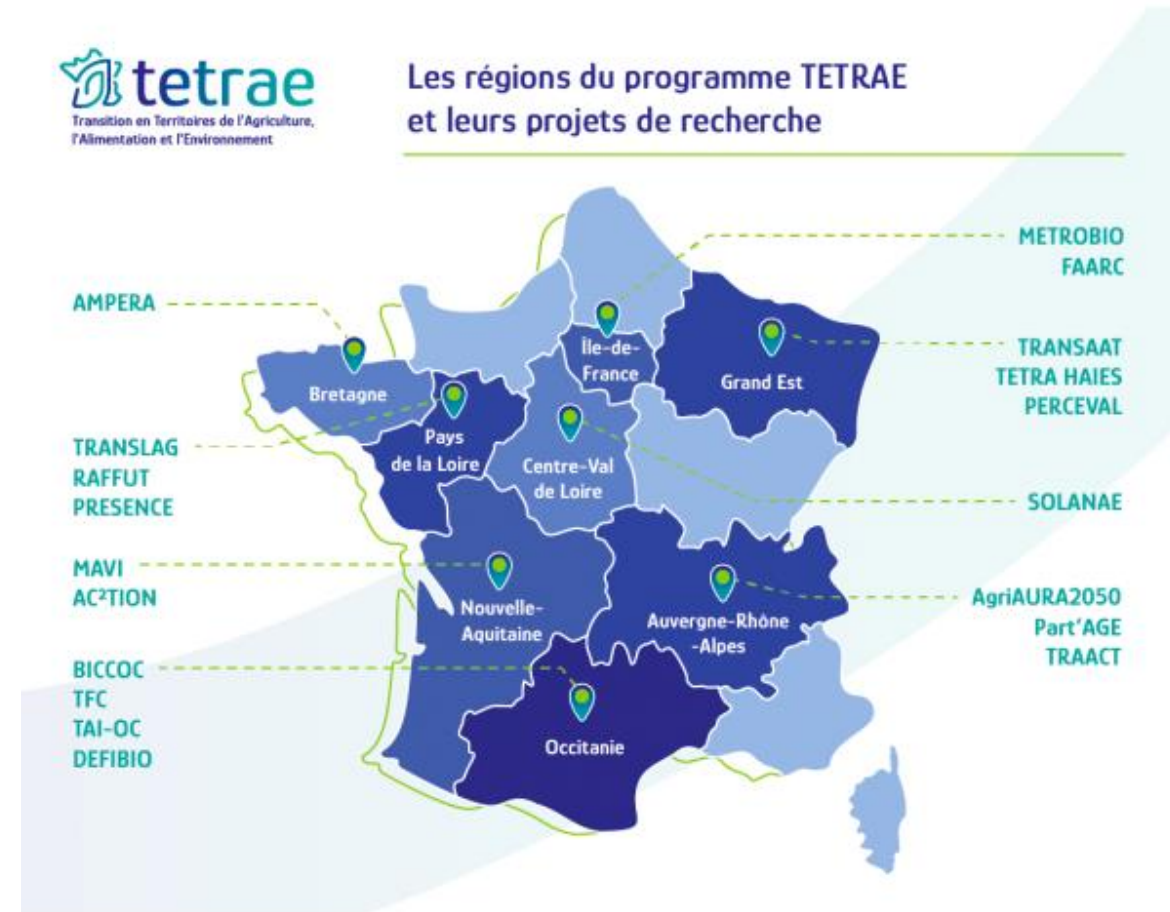 tetrae
Transition en Territoires de l'Agriculture,
l'Alimentation et l'Environnement
Les régions du programme TETRAE
et leurs projets de recherche
METROBIO
FAARC
AMPERA
TRANSAAT
TETRA HAIES
PERCEVAL
TRANSLAG
RAFFUT
PRESENCE
SOLANAE
MAVI
AC²TION
AgriAURA2050
Part'AGE
TRAACT
BICCOC
TFC
TAI-OC
DEFIBIO
Île-de-
France
Grand Est
Bretagne
Pays
de la Loire
Centre-Val
de Loire
Nouvelle-
Aquitaine
Auvergne-Rhône
-Alpes
Occitanie